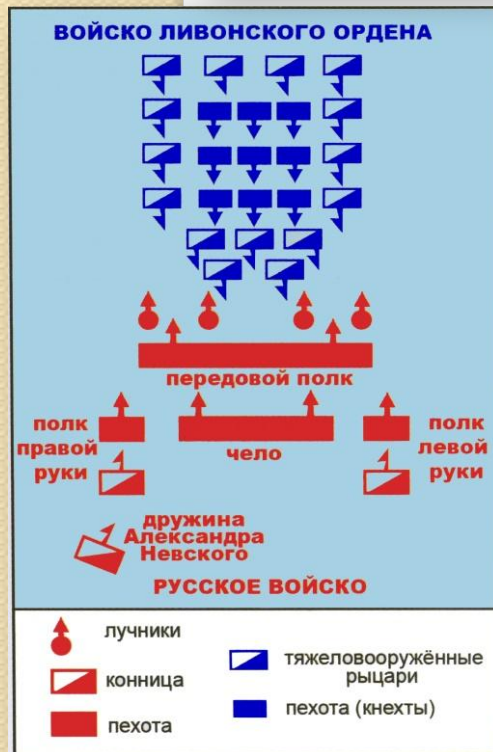 ВОЙСКО ЛИВОНСКОГО ОРДЕНА
передовой полк
полк
правой
руки
чело
полк
левой
руки
дружина
Александра
Невского
РУССКОЕ ВОЙСКО
лучники
конница
пехота
тяжеловооружённые
рыцари
пехота (кнехты)